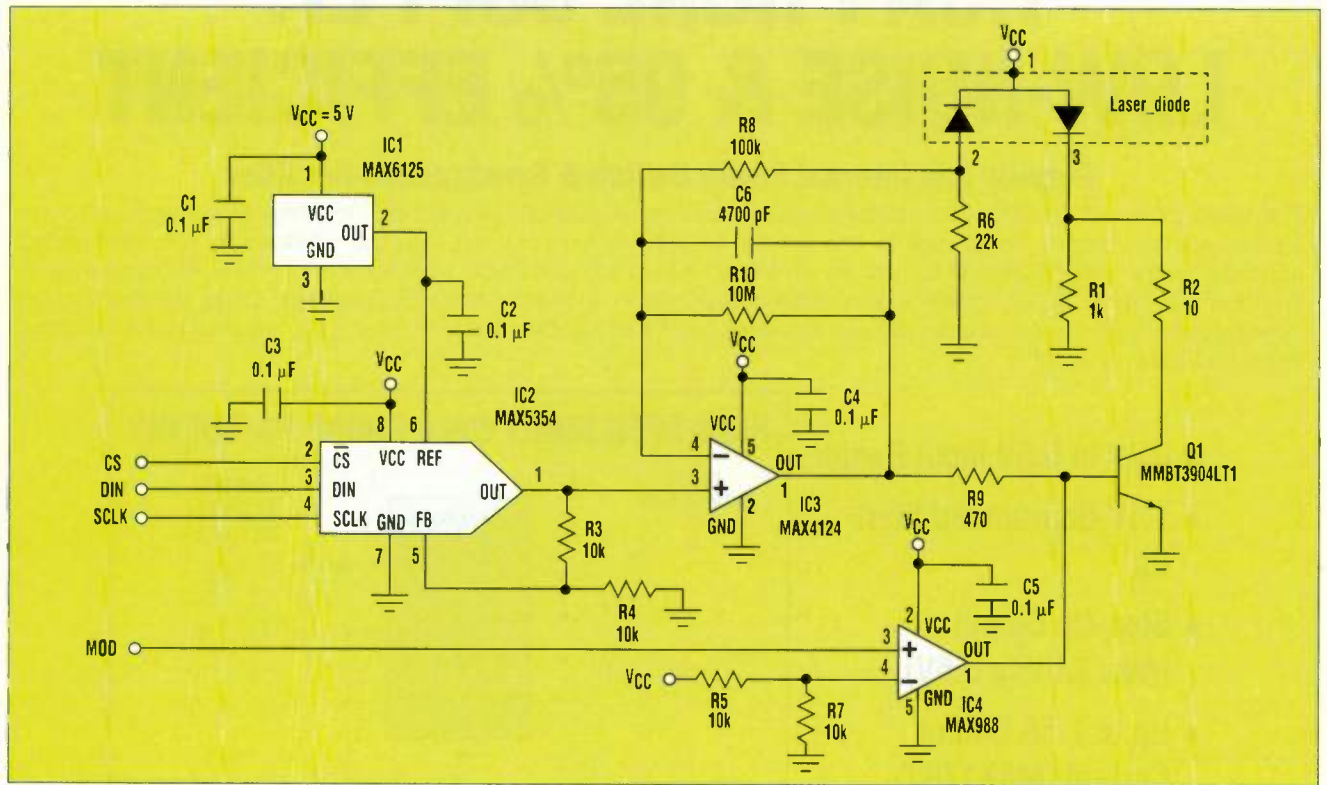 VCC
1
Laser_diode
2
3
VCC = 5 V
IC1
MAX6125
1
C1
0.1 µF
VCC
OUT
2
GND
3
R8
100k
C6
4700 pF
R10
10M
R6
22k
R1
1k
R2
10
C2
0.1 µF
C3
0.1 µF
VCC
IC2
MAX5354
8
6
CS
2
CS
VCC
REF
DIN
3
DIN
OUT
1
SCLK
4
SCLK
GND
FB
7
5
R3
10k
R4
10k
VCC
C4
0.1 µF
VCC
5
4
−
3
+
OUT
1
2
GND
IC3
MAX4124
R9
470
Q1
MMBT3904LT1
VCC
C5
0.1 µF
2
VCC
MOD
3
+
OUT
1
4
−
5
GND
IC4
MAX988
VCC
R5
10k
R7
10k